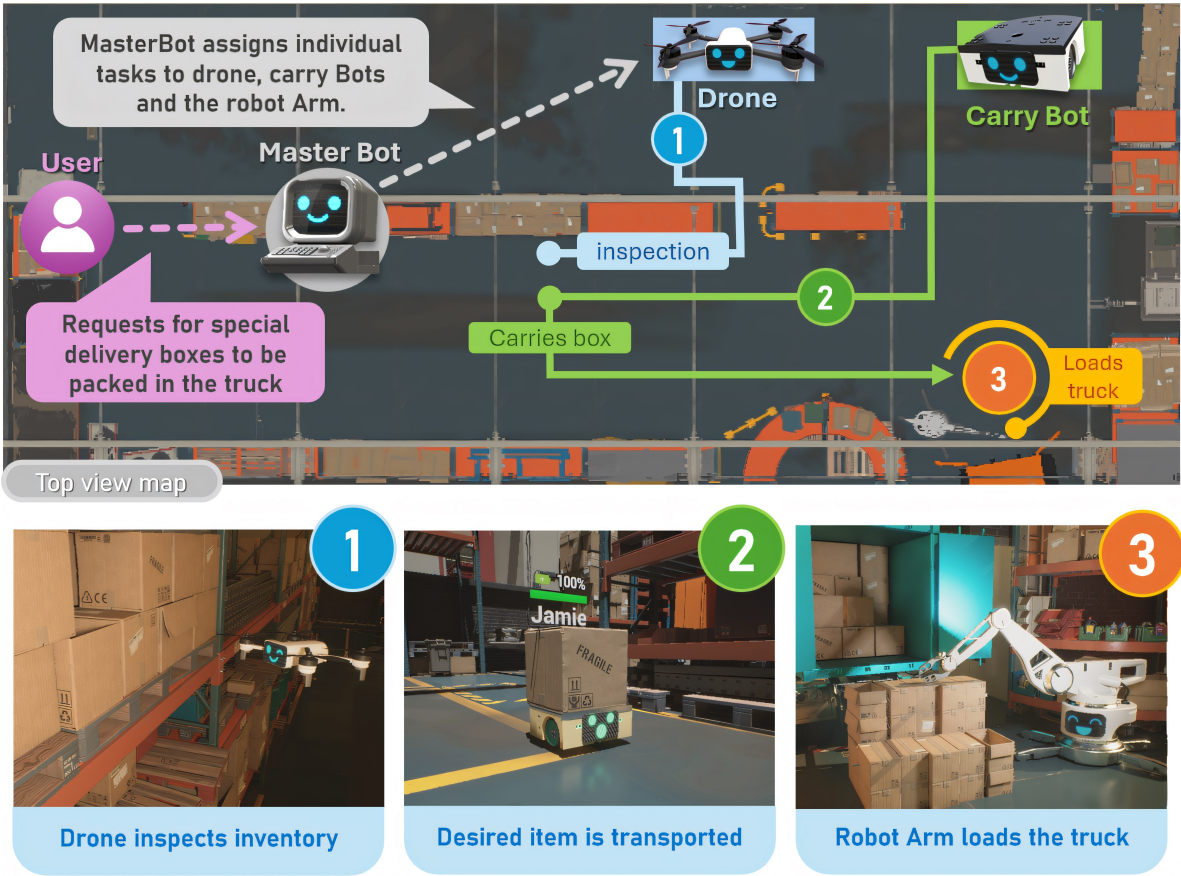 MasterBot assigns individual
tasks to drone, carry Bots
and the robot Arm.
Drone
Carry Bot
1
User
Master Bot
inspection
2
Requests for special
delivery boxes to be
packed in the truck
Carries box
3
Loads
truck
Top view map
1
2
3
100%
Jamie
FRAGILE
CE
Drone inspects inventory
Desired item is transported
Robot Arm loads the truck